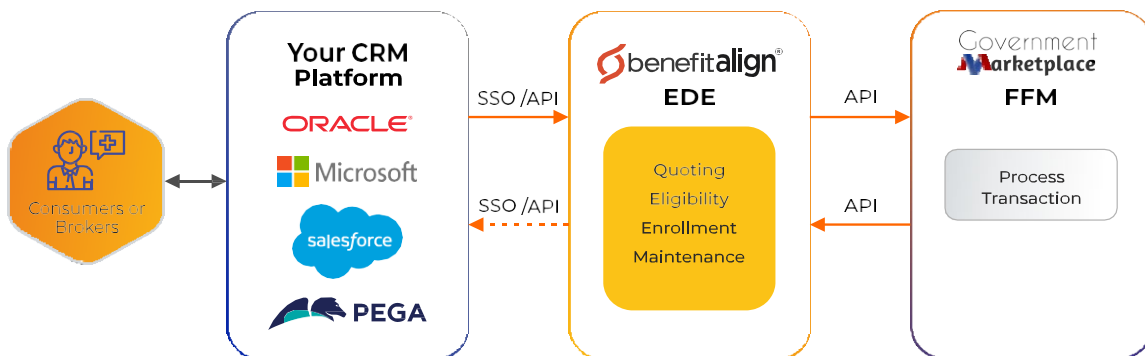 Consumers or
Brokers
Your CRM
Platform
ORACLE®
Microsoft
salesforce
PEGA
SSO /API
SSO /API
benefitalign®
EDE
Quoting
Eligibility
Enrollment
Maintenance
API
API
Government
Marketplace
FFM
Process
Transaction